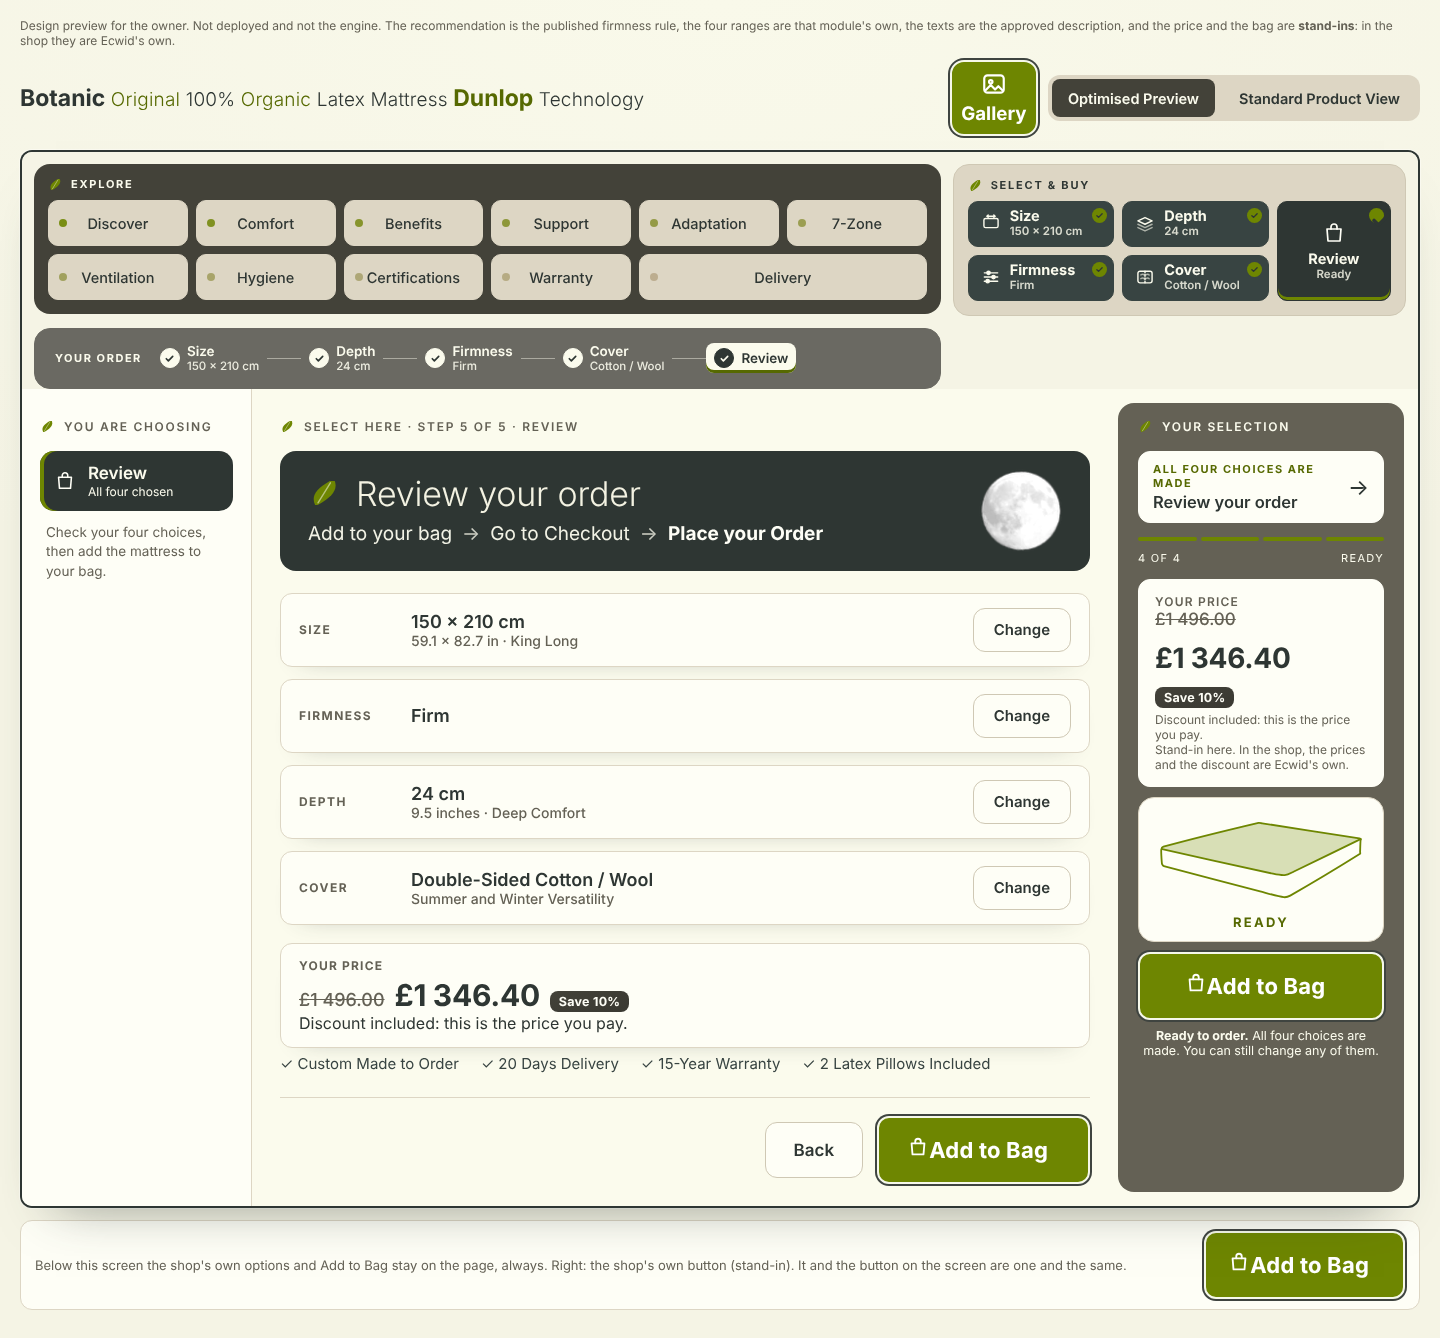 Design preview for the owner. Not deployed and not the engine. The recommendation is the published firmness rule, the four ranges are that module's own, the texts are the approved description, and the price and the bag are stand-ins: in the
shop they are Ecwid's own.
Botanic Original 100% Organic Latex Mattress Dunlop Technology
Gallery
Optimised Preview
Standard Product View
EXPLORE
Discover
Comfort
Benefits
Support
Adaptation
7-Zone
Ventilation
Hygiene
Certifications
Warranty
Delivery
SELECT & BUY
Size
150 × 210 cm
Depth
24 cm
Firmness
Firm
Cover
Cotton / Wool
Review
Ready
YOUR ORDER
Size
150 × 210 cm
Depth
24 cm
Firmness
Firm
Cover
Cotton / Wool
Review
YOU ARE CHOOSING
Review
All four chosen
Check your four choices,
then add the mattress to
your bag.
SELECT HERE · STEP 5 OF 5 · REVIEW
Review your order
Add to your bag → Go to Checkout → Place your Order
SIZE
150 × 210 cm
59.1 × 82.7 in · King Long
Change
FIRMNESS
Firm
Change
DEPTH
24 cm
9.5 inches · Deep Comfort
Change
COVER
Double-Sided Cotton / Wool
Summer and Winter Versatility
Change
YOUR PRICE
£1 496.00 £1 346.40 Save 10%
Discount included: this is the price you pay.
✓ Custom Made to Order ✓ 20 Days Delivery ✓ 15-Year Warranty ✓ 2 Latex Pillows Included
Back
Add to Bag
YOUR SELECTION
ALL FOUR CHOICES ARE
MADE
Review your order →
4 OF 4
READY
YOUR PRICE
£1 496.00
£1 346.40
Save 10%
Discount included: this is the price
you pay.
Stand-in here. In the shop, the prices
and the discount are Ecwid's own.
READY
Add to Bag
Ready to order. All four choices are
made. You can still change any of them.
Below this screen the shop's own options and Add to Bag stay on the page, always. Right: the shop's own button (stand-in). It and the button on the screen are one and the same.
Add to Bag